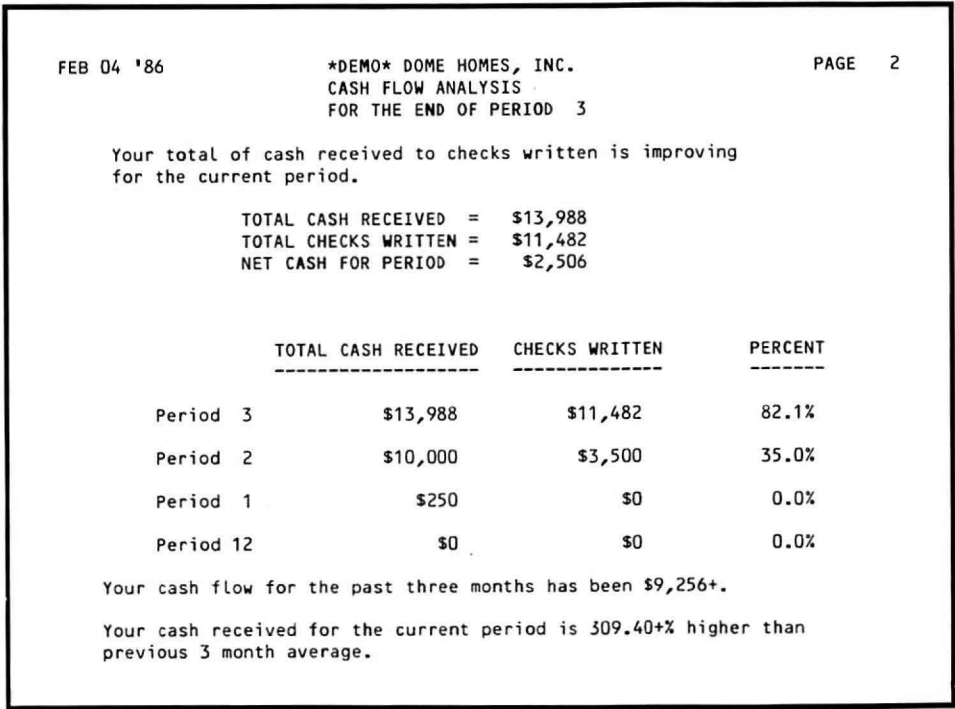 FEB 04 '86 *DEMO* DOME HOMES, INC. PAGE 2
CASH FLOW ANALYSIS
FOR THE END OF PERIOD 3
Your total of cash received to checks written is improving
for the current period.
TOTAL CASH RECEIVED = $13,988
TOTAL CHECKS WRITTEN = $11,482
NET CASH FOR PERIOD = $2,506
TOTAL CASH RECEIVED CHECKS WRITTEN PERCENT
------------------- -------------- -------
Period 3 $13,988 $11,482 82.1%
Period 2 $10,000 $3,500 35.0%
Period 1 $250 $0 0.0%
Period 12 $0 $0 0.0%
Your cash flow for the past three months has been $9,256+.
Your cash received for the current period is 309.40+% higher than
previous 3 month average.